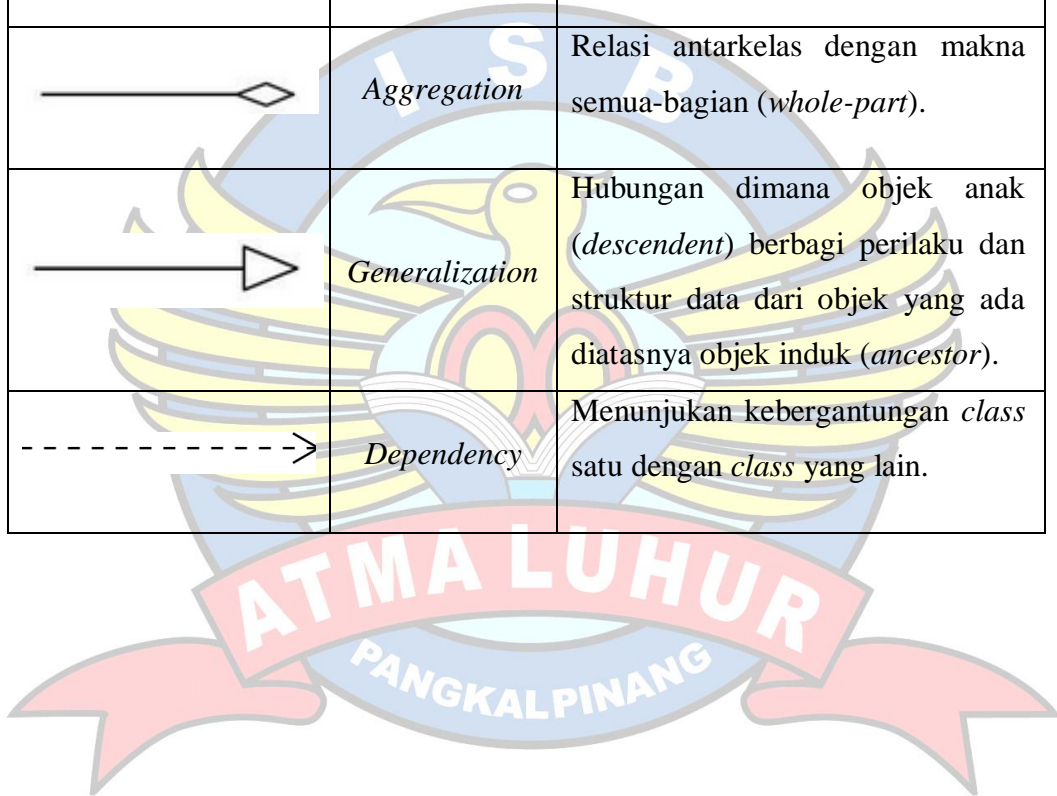 Aggregation
Relasi antarkelas dengan makna
semua-bagian (whole-part).
Generalization
Hubungan dimana objek anak
(descendent) berbagi perilaku dan
struktur data dari objek yang ada
diatasnya objek induk (ancestor).
Dependency
Menunjukan kebergantungan class
satu dengan class yang lain.
I S B
ATMA LUHUR
PANGKALPINANG